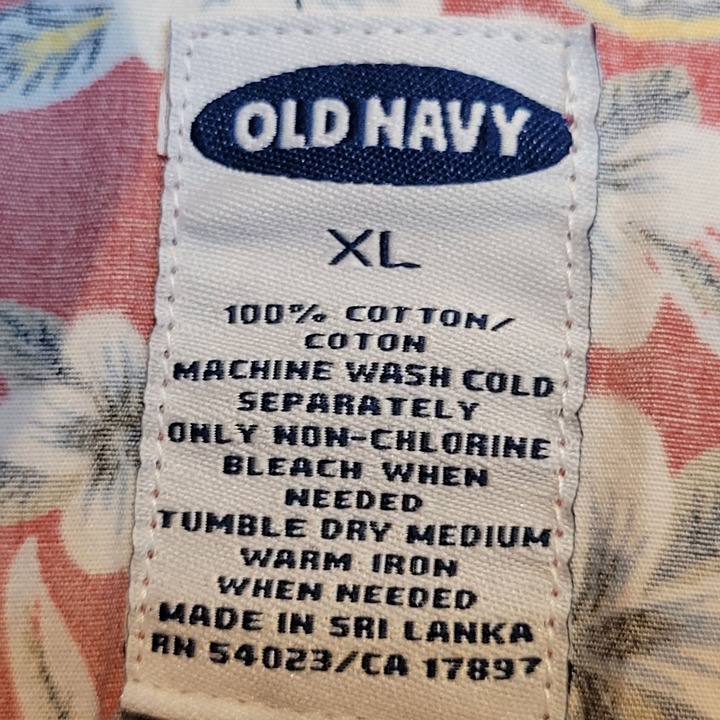 OLD NAVY
XL
100% COTTON/
COTON
MACHINE WASH COLD
SEPARATELY
ONLY NON-CHLORINE
BLEACH WHEN
NEEDED
TUMBLE DRY MEDIUM
WARM IRON
WHEN NEEDED
MADE IN SRI LANKA
RN 54023/CA 17897